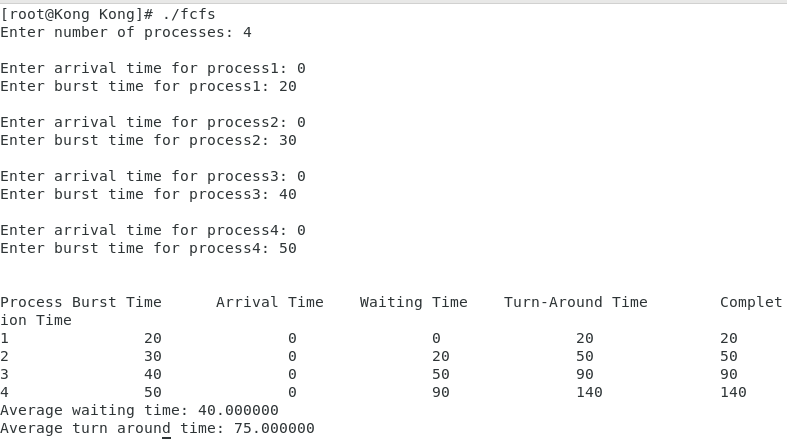 [root@Kong Kong]# ./fcfs
Enter number of processes: 4
Enter arrival time for process1: 0
Enter burst time for process1: 20
Enter arrival time for process2: 0
Enter burst time for process2: 30
Enter arrival time for process3: 0
Enter burst time for process3: 40
Enter arrival time for process4: 0
Enter burst time for process4: 50
Process Burst Time      Arrival Time    Waiting Time    Turn-Around Time        Complet
ion Time
1               20              0               0               20              20
2               30              0               20              50              50
3               40              0               50              90              90
4               50              0               90              140             140
Average waiting time: 40.000000
Average turn around time: 75.000000